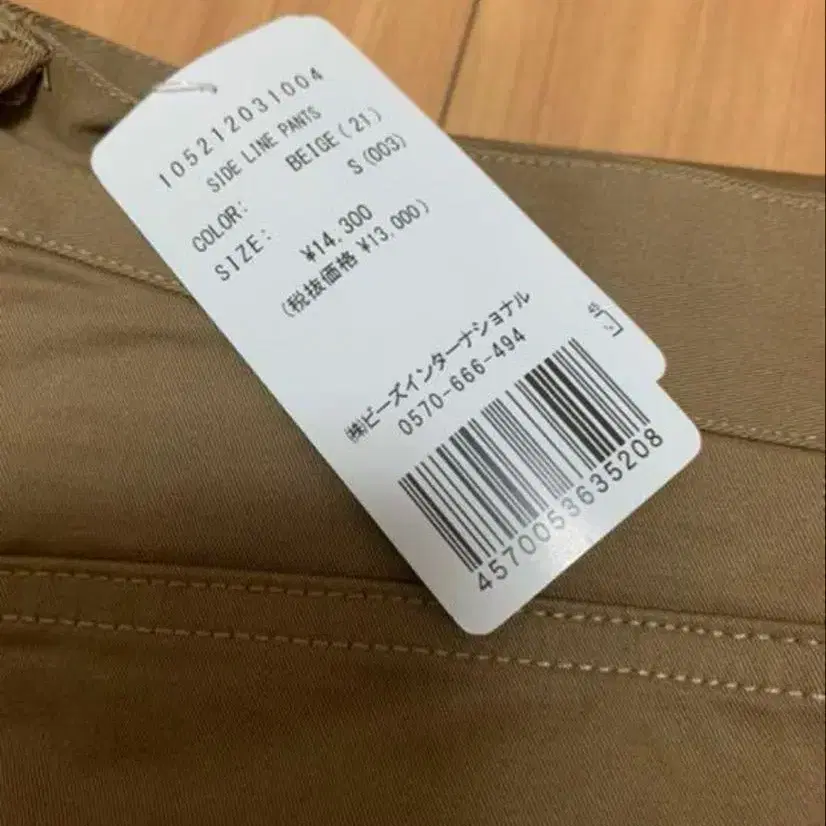 105212031004
SIDE LINE PANTS
COLOR: BEIGE(21)
SIZE: S(003)
¥14,300
(税抜価格 ¥13,000)
㈱ビーズインターナショナル
0570-666-494
4570053635208